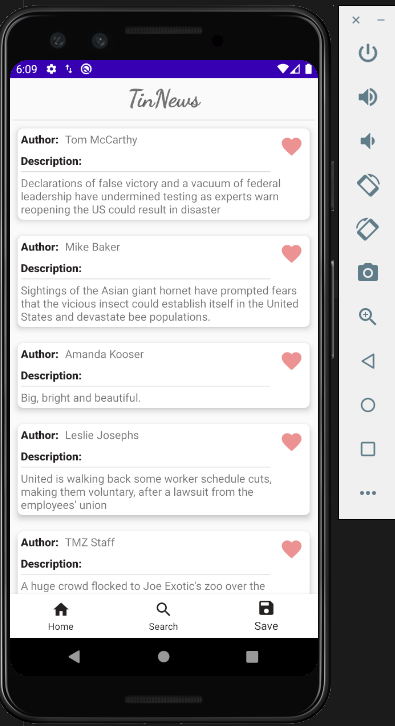 6:09
TinNews
Author: Tom McCarthy
Description:
Declarations of false victory and a vacuum of federal
leadership have undermined testing as experts warn
reopening the US could result in disaster
Author: Mike Baker
Description:
Sightings of the Asian giant hornet have prompted fears
that the vicious insect could establish itself in the United
States and devastate bee populations.
Author: Amanda Kooser
Description:
Big, bright and beautiful.
Author: Leslie Josephs
Description:
United is walking back some worker schedule cuts,
making them voluntary, after a lawsuit from the
employees' union
Author: TMZ Staff
Description:
A huge crowd flocked to Joe Exotic's zoo over the
Home
Search
Save